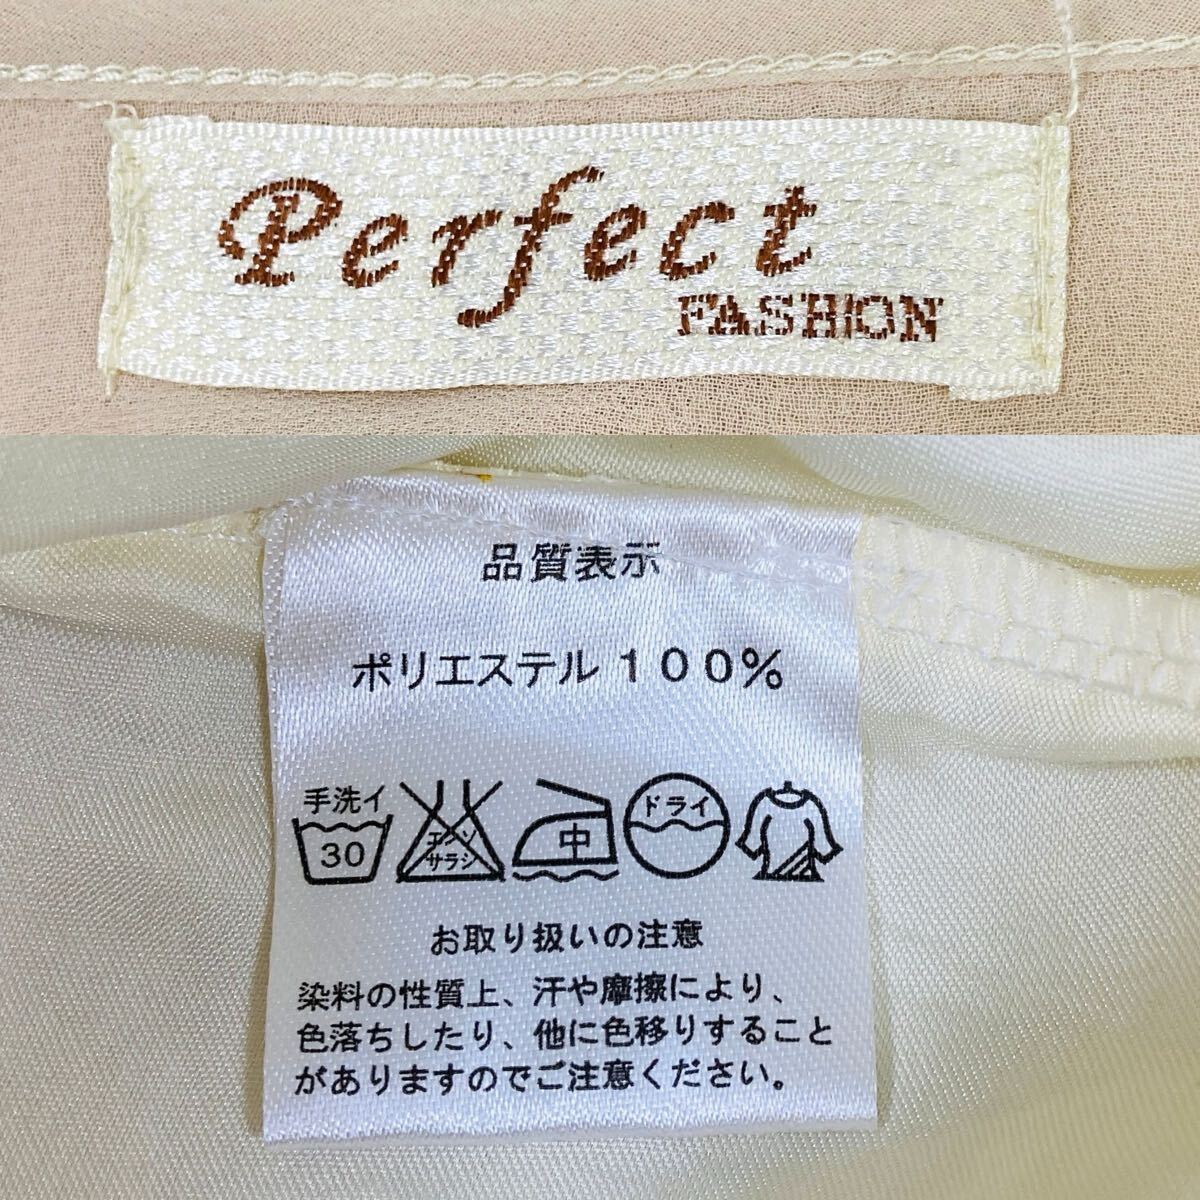 Perfect
FASHION
品質表示
ポリエステル100%
手洗イ
30
エンソ
サラシ
中
ドライ
お取り扱いの注意
染料の性質上、汗や摩擦により、
色落ちしたり、他に色移りすること
がありますのでご注意ください。